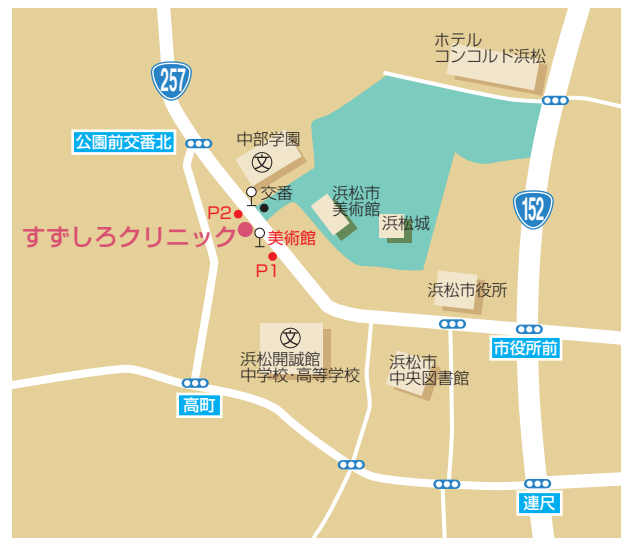 ホテル
コンコルド浜松
257
公園前交番北
中部学園
文
交番
P2
浜松市
美術館
152
浜松城
すずしろクリニック
美術館
P1
浜松市役所
文
市役所前
浜松開誠館
中学校・高等学校
浜松市
中央図書館
高町
連尺